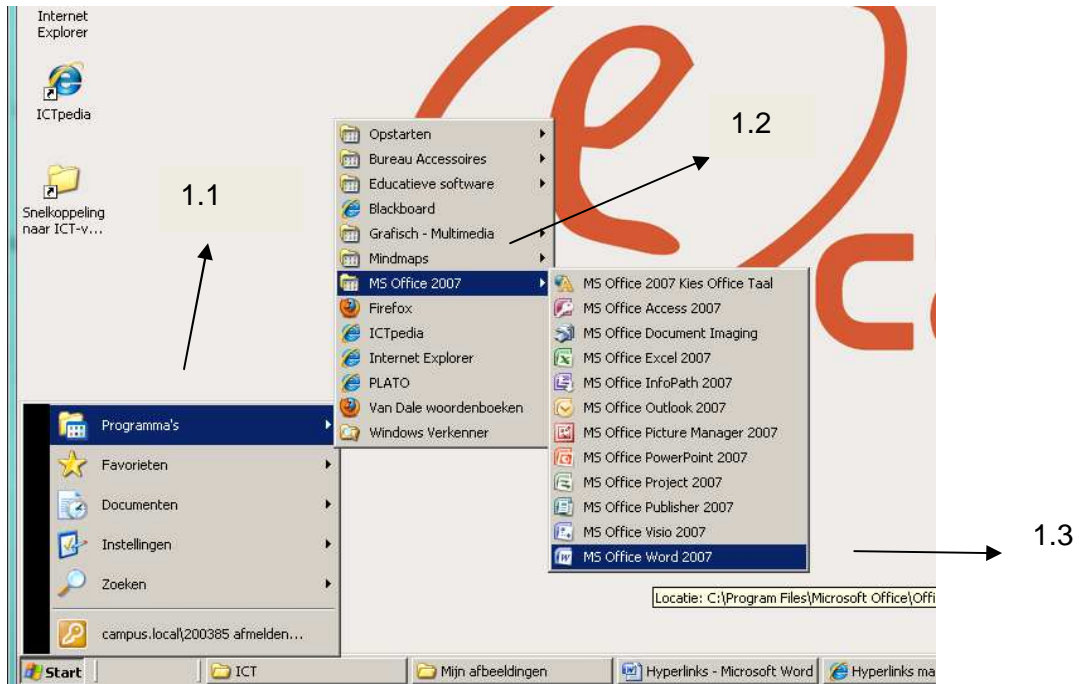 Internet
Explorer
ICTpedia
Snelkoppeling
naar ICT-v...
1.1
1.2
Opstarten
Bureau Accessoires
Educatieve software
Blackboard
Grafisch - Multimedia
Mindmaps
MS Office 2007
Firefox
ICTpedia
Internet Explorer
PLATO
Van Dale woordenboeken
Windows Verkenner
MS Office 2007 Kies Office Taal
MS Office Access 2007
MS Office Document Imaging
MS Office Excel 2007
MS Office InfoPath 2007
MS Office Outlook 2007
MS Office Picture Manager 2007
MS Office PowerPoint 2007
MS Office Project 2007
MS Office Publisher 2007
MS Office Visio 2007
MS Office Word 2007
1.3
Locatie: C:\Program Files\Microsoft Office\Offi
Programma's
Favorieten
Documenten
Instellingen
Zoeken
campus.local\200385 afmelden...
Start
ICT
Mijn afbeeldingen
Hyperlinks - Microsoft Word
Hyperlinks ma